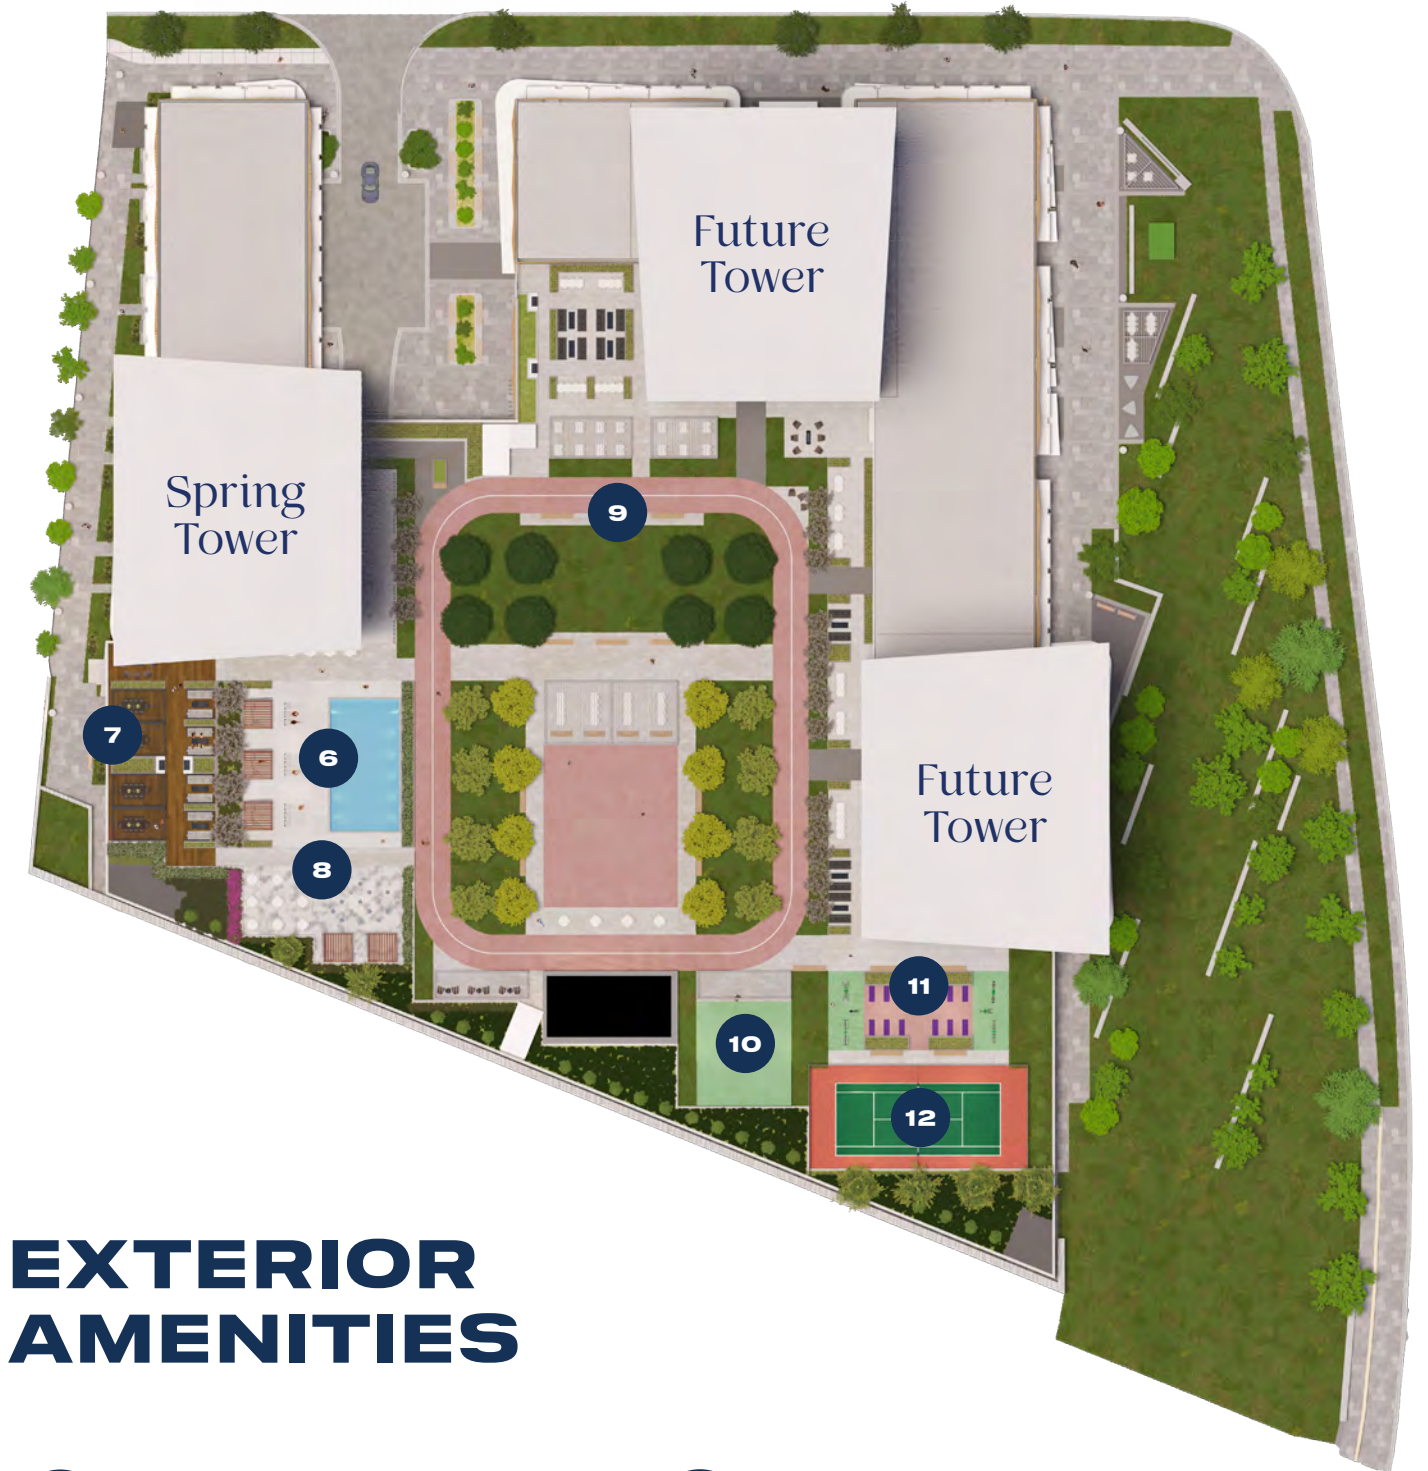 Future
Tower
Spring
Tower
9
7
6
Future
Tower
8
11
10
12
EXTERIOR
AMENITIES